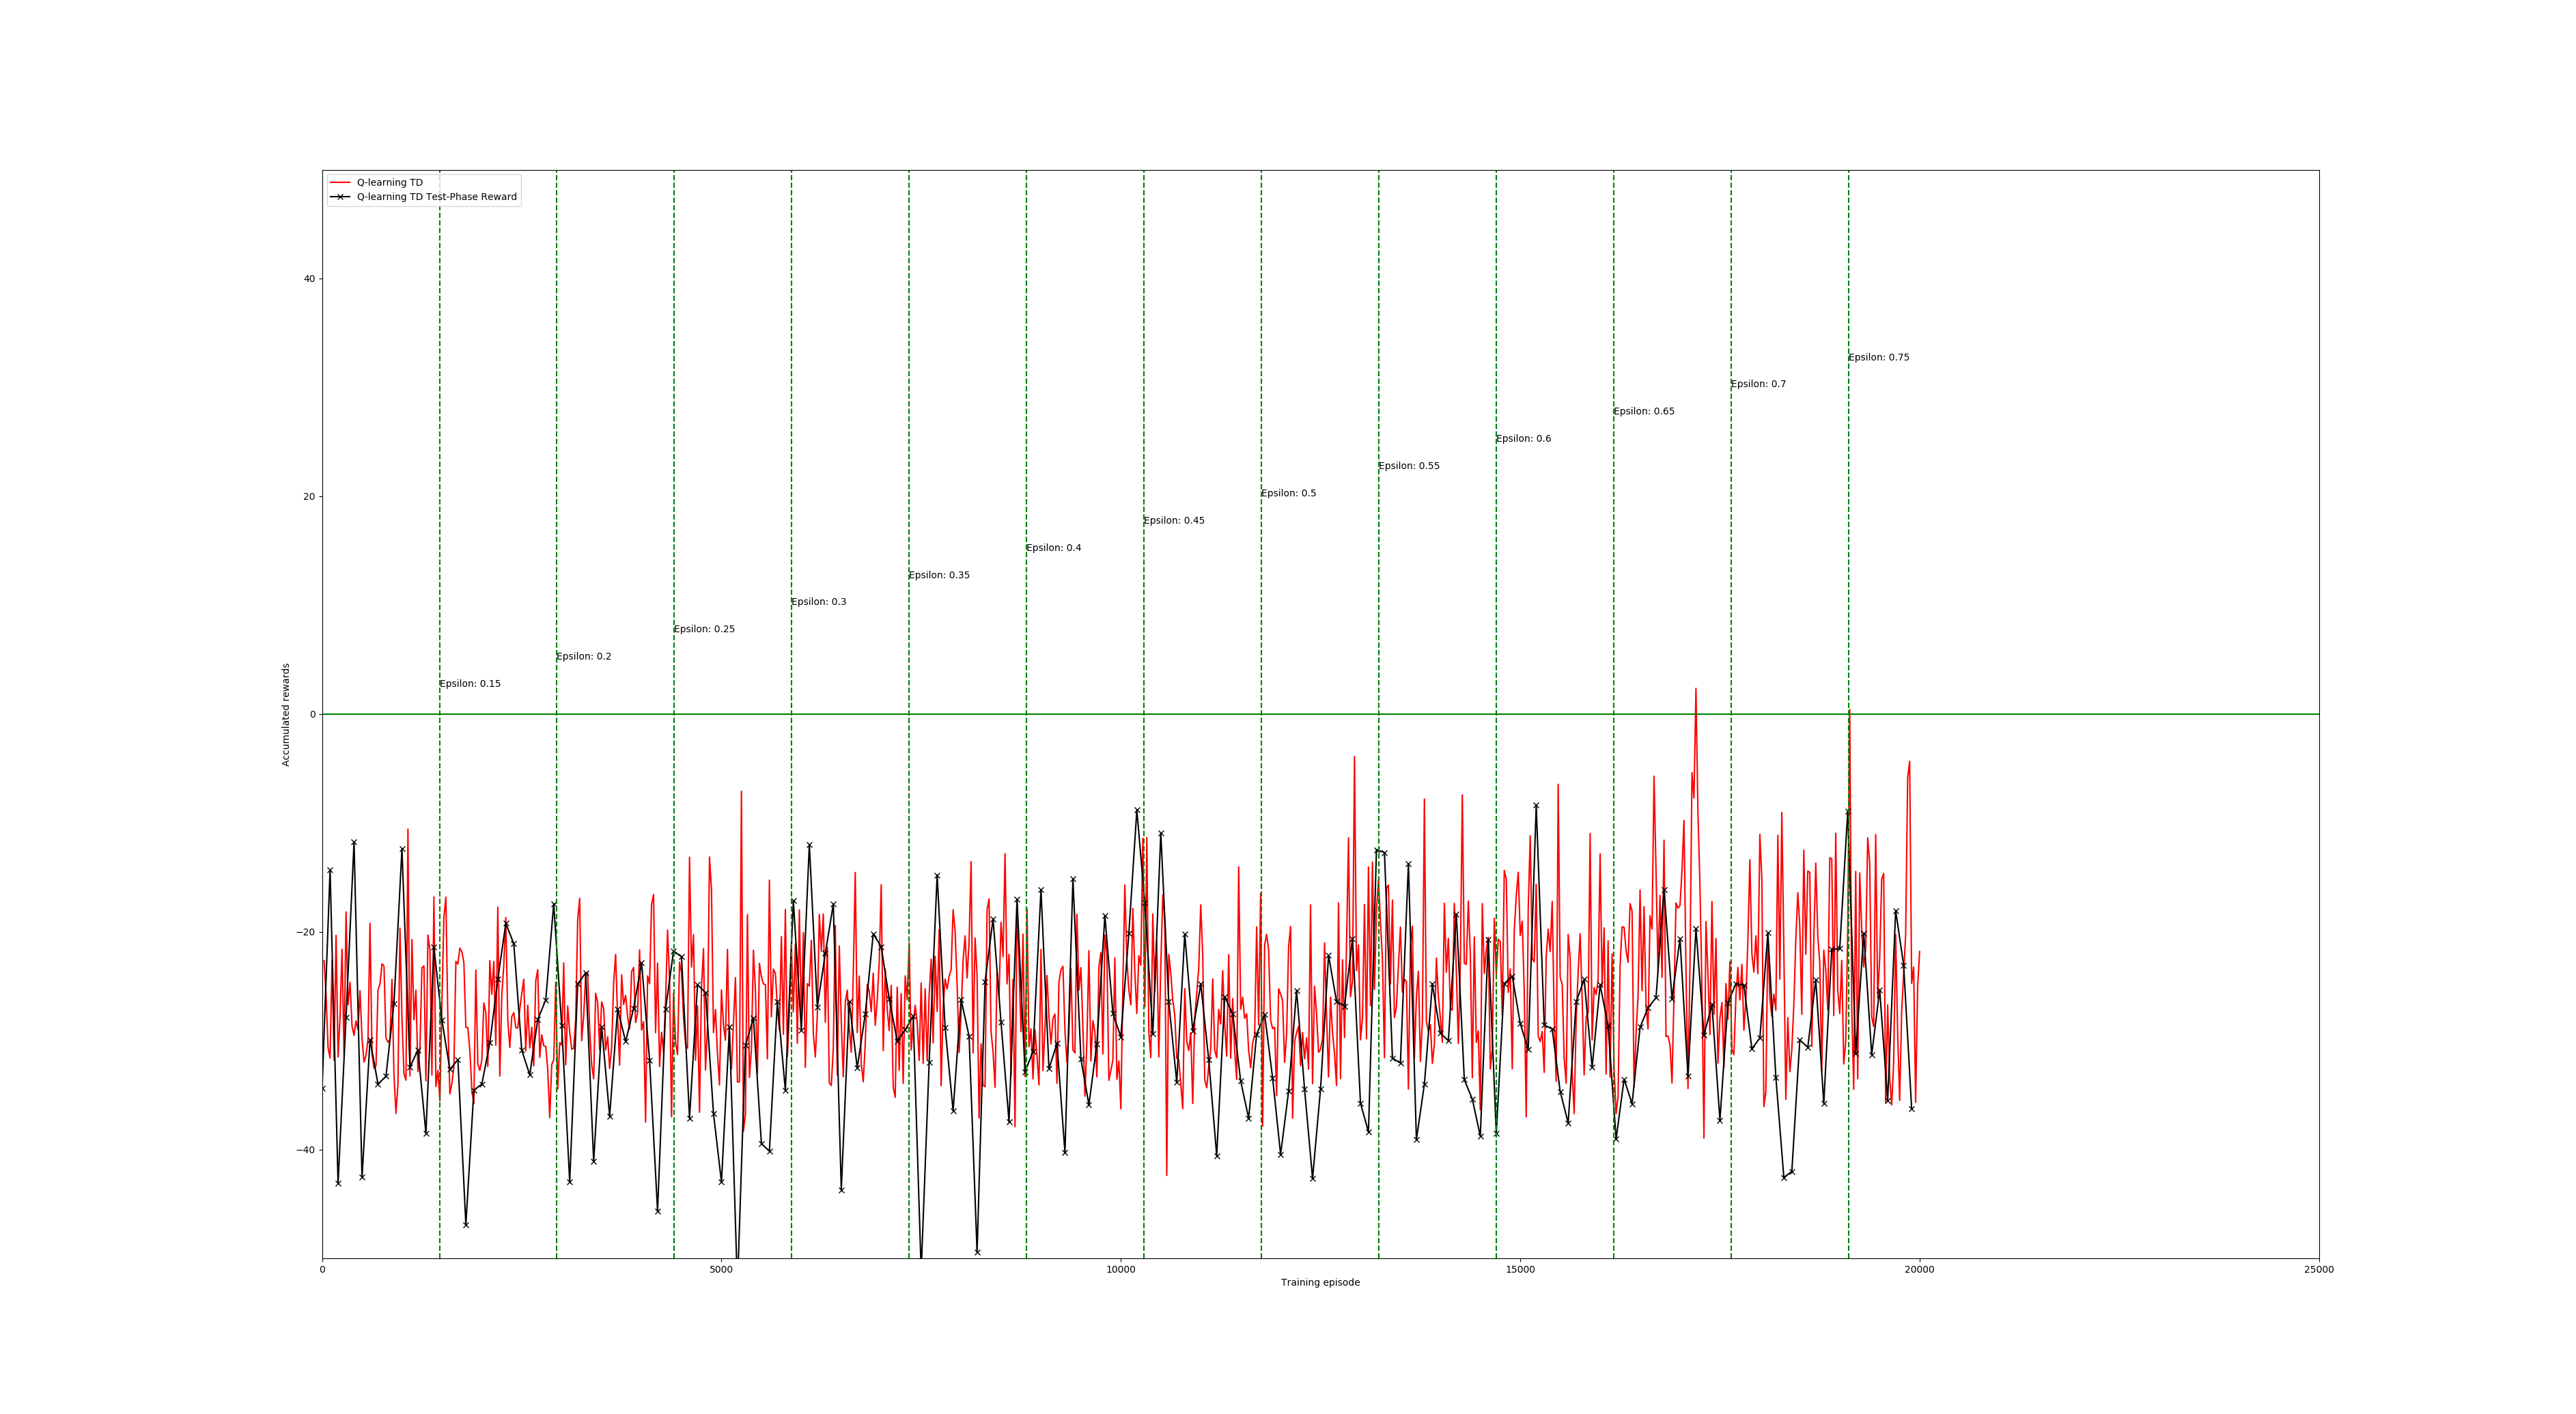 Q-learning TD
Q-learning TD Test-Phase Reward
40
Epsilon: 0.75
Epsilon: 0.7
Epsilon: 0.65
Epsilon: 0.6
Epsilon: 0.55
20
Epsilon: 0.5
Epsilon: 0.45
Epsilon: 0.4
Epsilon: 0.35
Epsilon: 0.3
Epsilon: 0.25
Epsilon: 0.2
Epsilon: 0.15
Accumulated rewards
0
−20
−40
0 5000 10000 15000 20000 25000
Training episode